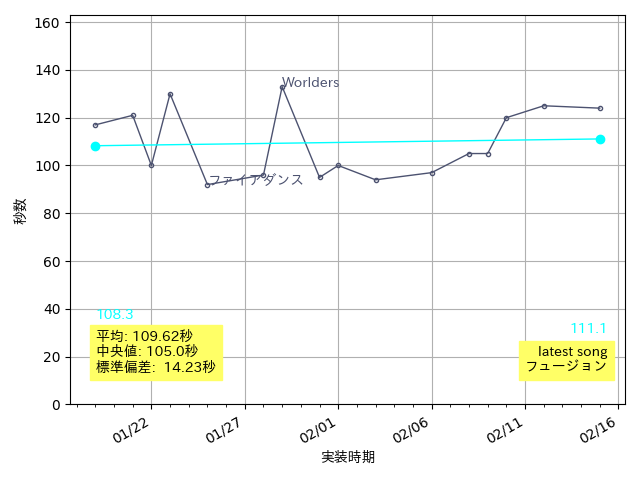 160
140
120
100
80
60
40
20
0
秒数
Worlders
ファイアダンス
108.3
平均: 109.62秒
中央値: 105.0秒
標準偏差: 14.23秒
111.1
latest song
フュージョン
01/22
01/27
02/01
02/06
02/11
02/16
実装時期